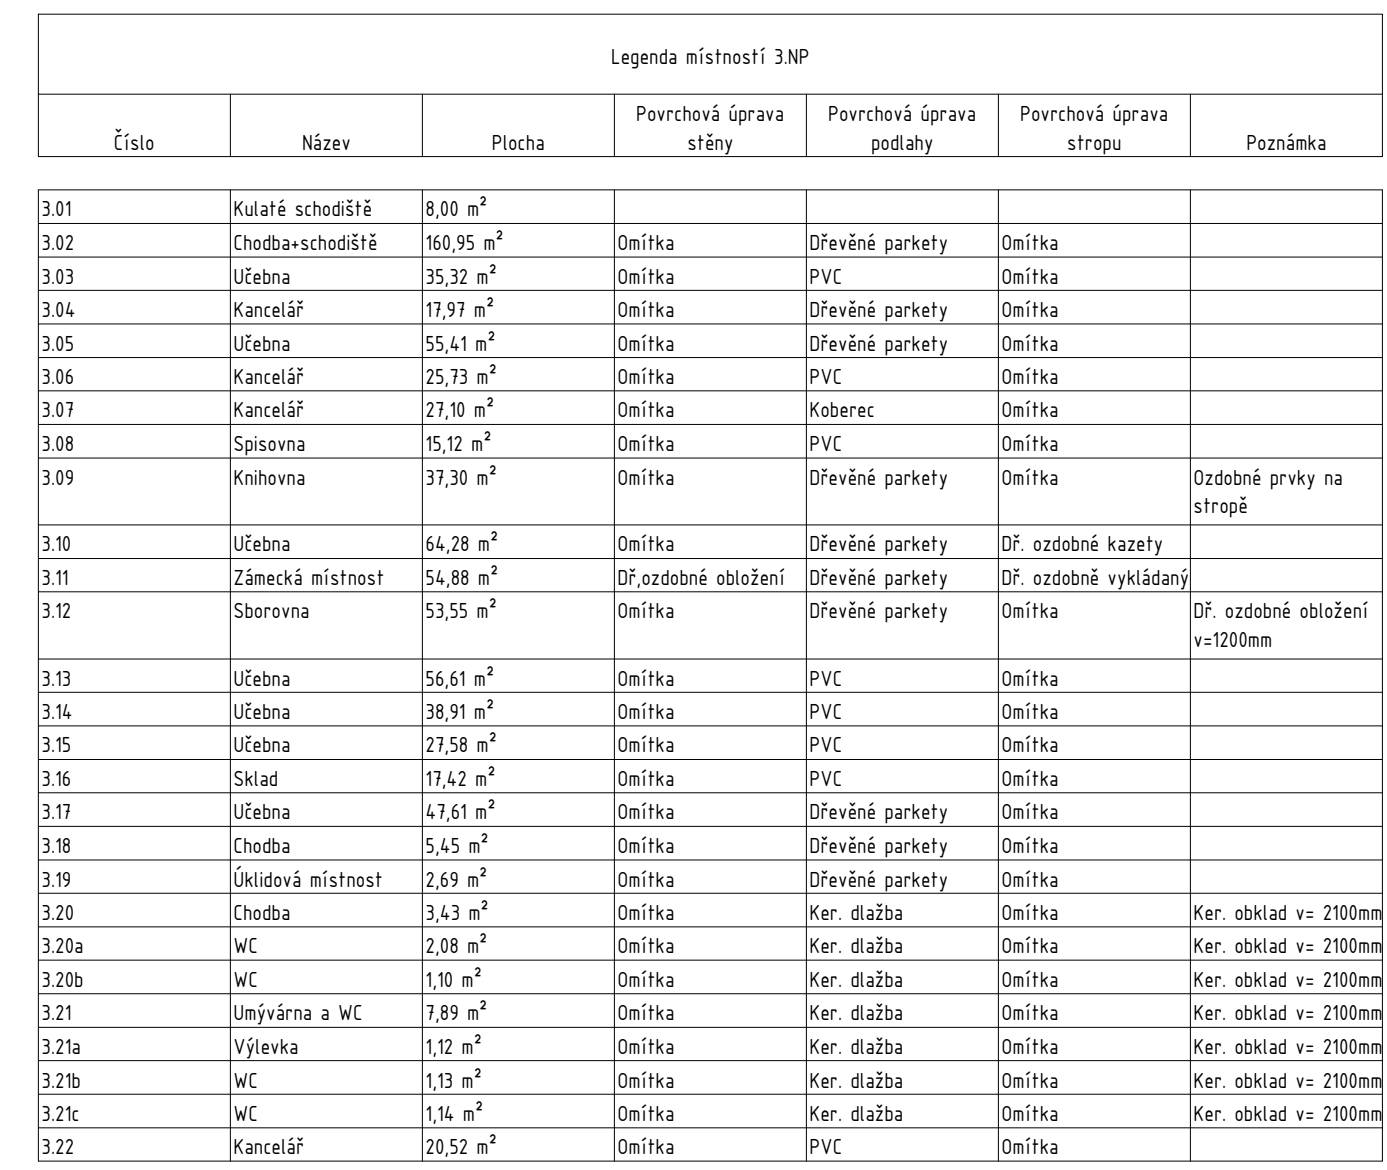 Legenda místností 3.NP
Číslo Název Plocha Povrchová úprava stěny Povrchová úprava podlahy Povrchová úprava stropu Poznámka
3.01 Kulaté schodiště 8,00 m²
3.02 Chodba+schodiště 160,95 m² Omítka Dřevěné parkety Omítka
3.03 Učebna 35,32 m² Omítka PVC Omítka
3.04 Kancelář 17,97 m² Omítka Dřevěné parkety Omítka
3.05 Učebna 55,41 m² Omítka Dřevěné parkety Omítka
3.06 Kancelář 25,73 m² Omítka PVC Omítka
3.07 Kancelář 27,10 m² Omítka Koberec Omítka
3.08 Spisovna 15,12 m² Omítka PVC Omítka
3.09 Knihovna 37,30 m² Omítka Dřevěné parkety Omítka Ozdobné prvky na
stropě
3.10 Učebna 64,28 m² Omítka Dřevěné parkety Dř. ozdobné kazety
3.11 Zámecká místnost 54,88 m² Dř,ozdobné obložení Dřevěné parkety Dř. ozdobně vykládaný
3.12 Sborovna 53,55 m² Omítka Dřevěné parkety Omítka Dř. ozdobné obložení
v=1200mm
3.13 Učebna 56,61 m² Omítka PVC Omítka
3.14 Učebna 38,91 m² Omítka PVC Omítka
3.15 Učebna 27,58 m² Omítka PVC Omítka
3.16 Sklad 17,42 m² Omítka PVC Omítka
3.17 Učebna 47,61 m² Omítka Dřevěné parkety Omítka
3.18 Chodba 5,45 m² Omítka Dřevěné parkety Omítka
3.19 Úklidová místnost 2,69 m² Omítka Dřevěné parkety Omítka
3.20 Chodba 3,43 m² Omítka Ker. dlažba Omítka Ker. obklad v= 2100mm
3.20a WC 2,08 m² Omítka Ker. dlažba Omítka Ker. obklad v= 2100mm
3.20b WC 1,10 m² Omítka Ker. dlažba Omítka Ker. obklad v= 2100mm
3.21 Umývárna a WC 7,89 m² Omítka Ker. dlažba Omítka Ker. obklad v= 2100mm
3.21a Výlevka 1,12 m² Omítka Ker. dlažba Omítka Ker. obklad v= 2100mm
3.21b WC 1,13 m² Omítka Ker. dlažba Omítka Ker. obklad v= 2100mm
3.21c WC 1,14 m² Omítka Ker. dlažba Omítka Ker. obklad v= 2100mm
3.22 Kancelář 20,52 m² Omítka PVC Omítka